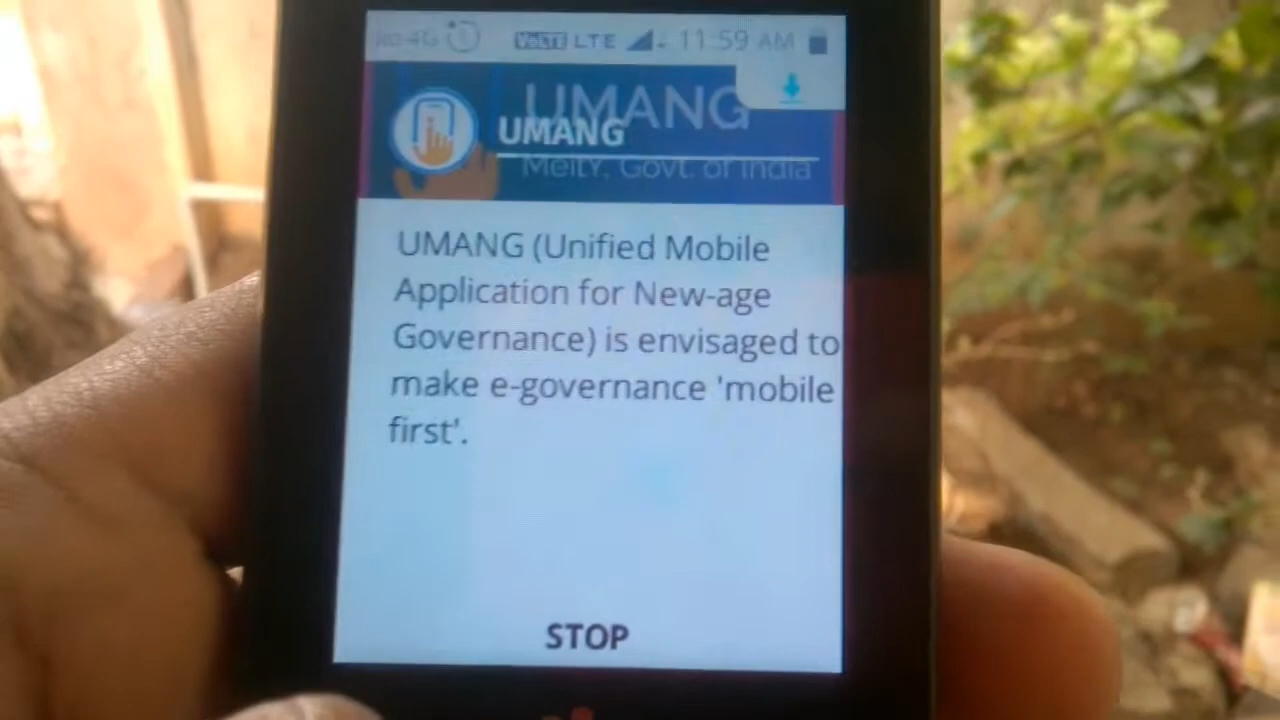 VoLTE LTE 11:59 AM
UMANG
UMANG
MeitY, Govt. of India
UMANG (Unified Mobile
Application for New-age
Governance) is envisaged to
make e-governance 'mobile
first'.
STOP